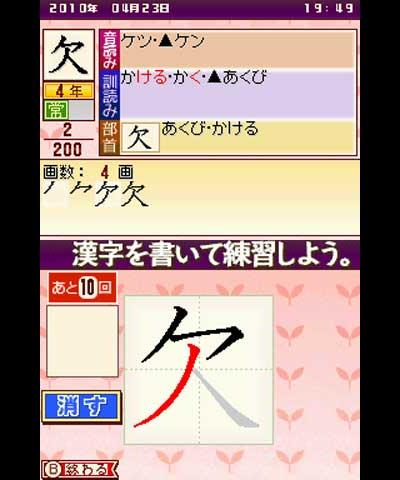 2010年 04月23日 19:49
欠
4年
常
2
200
音読み ケツ・▲ケン
訓読み かける・かく・▲あくび
部首 欠 あくび・かける
画数: 4 画
欠
漢字を書いて練習しよう。
あと10回
欠
消す
B終わる